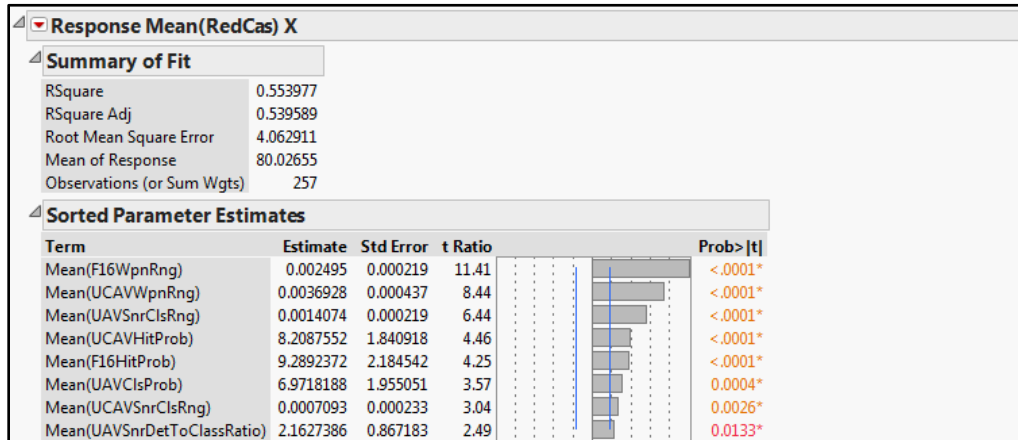 Response Mean(RedCas) X
Summary of Fit
RSquare 0.553977
RSquare Adj 0.539589
Root Mean Square Error 4.062911
Mean of Response 80.02655
Observations (or Sum Wgts) 257
Sorted Parameter Estimates
Term Estimate Std Error t Ratio Prob>|t|
Mean(F16WpnRng) 0.002495 0.000219 11.41 <.0001*
Mean(UCAVWpnRng) 0.0036928 0.000437 8.44 <.0001*
Mean(UAVSnrClsRng) 0.0014074 0.000219 6.44 <.0001*
Mean(UCAVHitProb) 8.2087552 1.840918 4.46 <.0001*
Mean(F16HitProb) 9.2892372 2.184542 4.25 <.0001*
Mean(UAVClsProb) 6.9718188 1.955051 3.57 0.0004*
Mean(UCAVSnrClsRng) 0.0007093 0.000233 3.04 0.0026*
Mean(UAVSnrDetToClassRatio) 2.1627386 0.867183 2.49 0.0133*